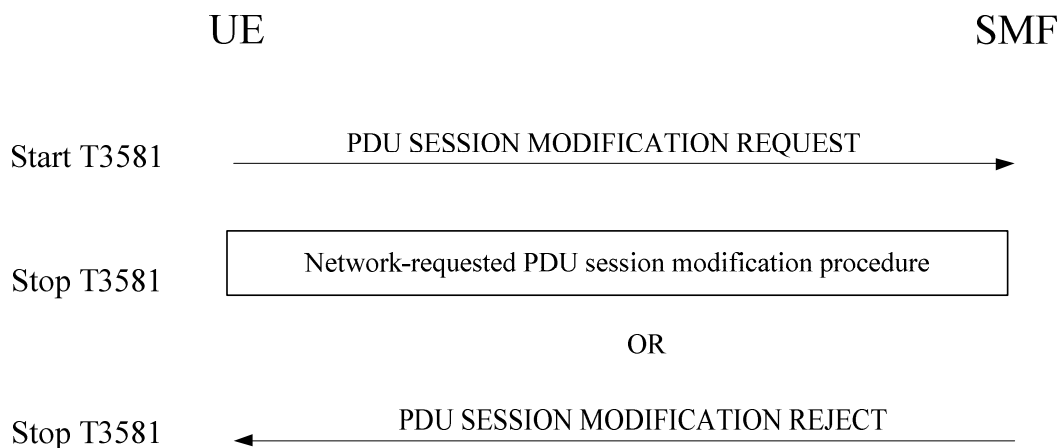 UE SMF
Start T3581 PDU SESSION MODIFICATION REQUEST
Stop T3581 Network-requested PDU session modification procedure
OR
Stop T3581 PDU SESSION MODIFICATION REJECT